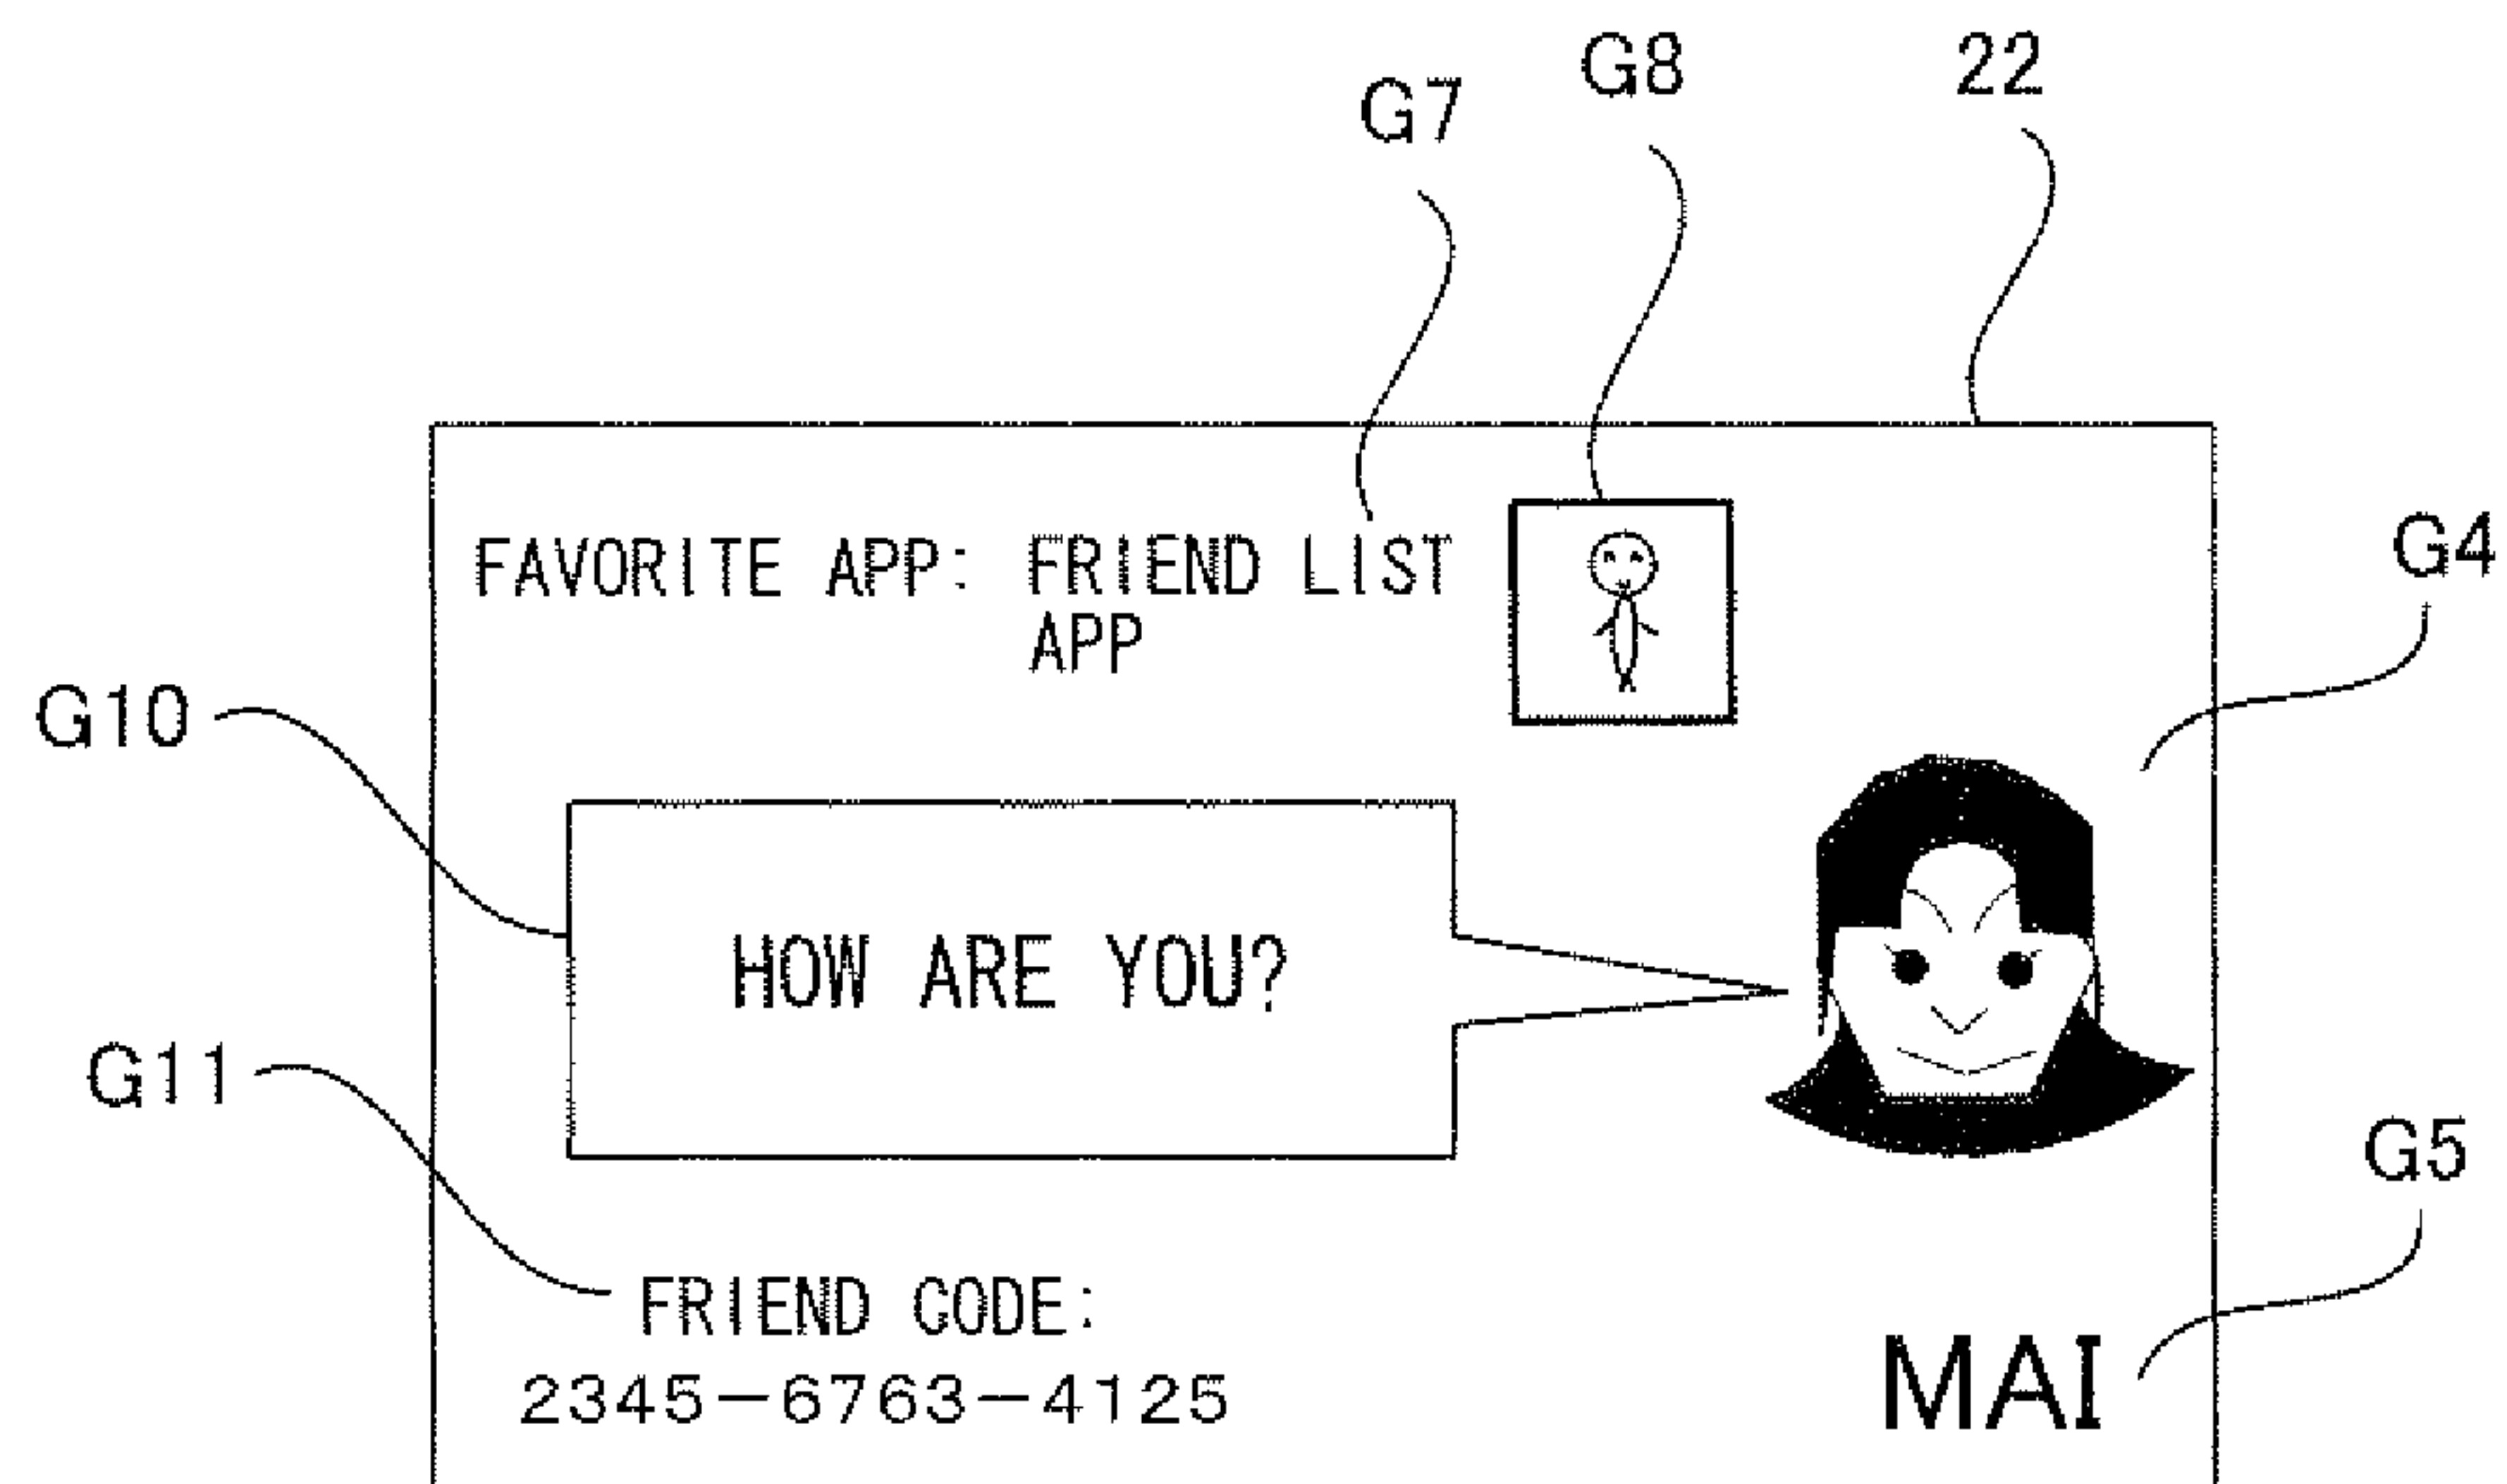 G7
G8
22
FAVORITE APP: FRIEND LIST
APP
G4
G10
HOW ARE YOU?
G11
G5
FRIEND CODE:
2345-6763-4125
MAI